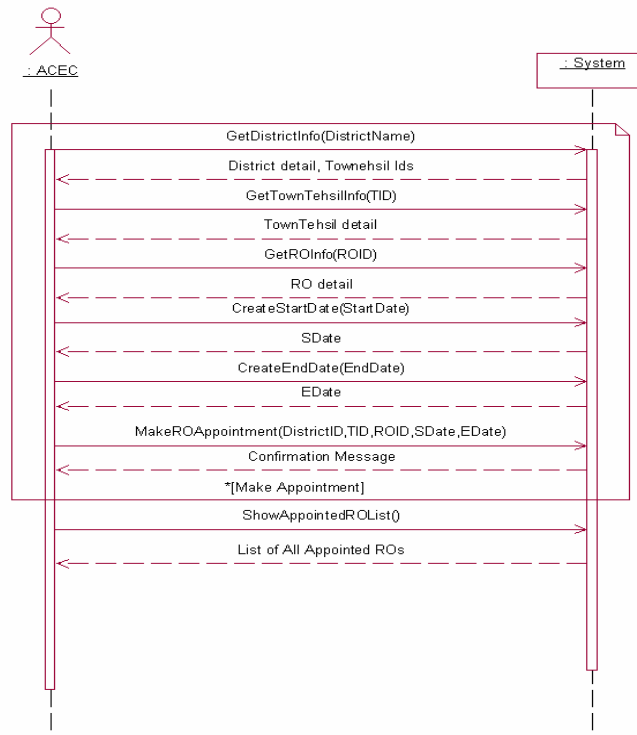 : ACEC
: System
GetDistrictInfo(DistrictName)
District detail, Townehsil Ids
GetTownTehsilInfo(TID)
TownTehsil detail
GetROInfo(ROID)
RO detail
CreateStartDate(StartDate)
SDate
CreateEndDate(EndDate)
EDate
MakeROAppointment(DistrictID,TID,ROID,SDate,EDate)
Confirmation Message
*[Make Appointment]
ShowAppointedROList()
List of All Appointed ROs